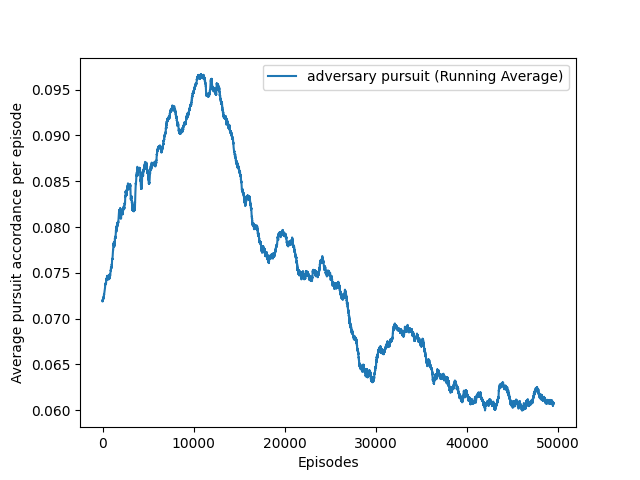 adversary pursuit (Running Average)
Average pursuit accordance per episode
0.095
0.090
0.085
0.080
0.075
0.070
0.065
0.060
0 10000 20000 30000 40000 50000
Episodes